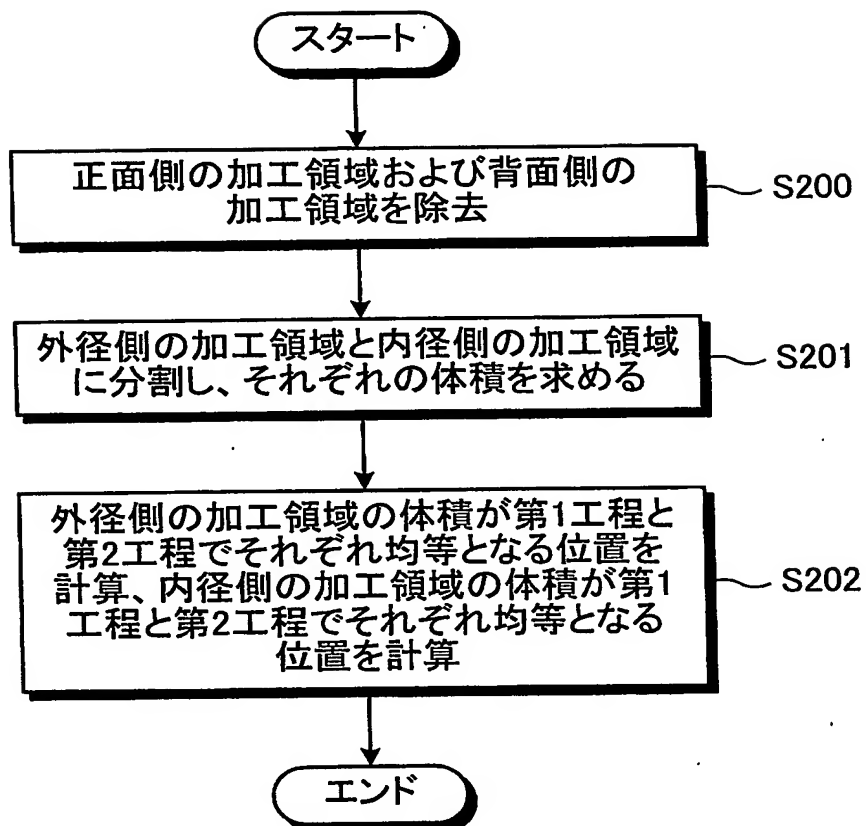 スタート
正面側の加工領域および背面側の
加工領域を除去
S200
外径側の加工領域と内径側の加工領域
に分割し、それぞれの体積を求める
S201
外径側の加工領域の体積が第1工程と
第2工程でそれぞれ均等となる位置を
計算、内径側の加工領域の体積が第1
工程と第2工程でそれぞれ均等となる
位置を計算
S202
エンド